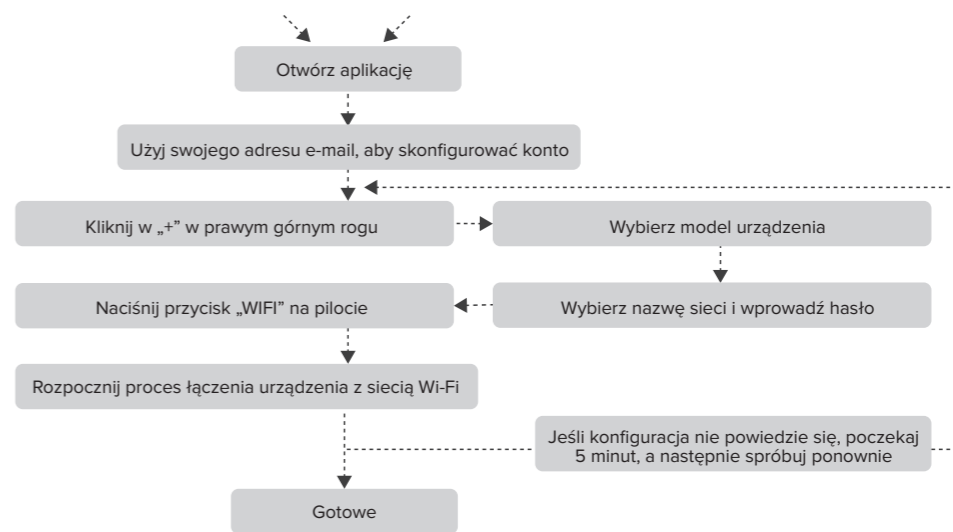 Otwórz aplikację
Użyj swojego adresu e-mail, aby skonfigurować konto
Kliknij w „+” w prawym górnym rogu
Wybierz model urządzenia
Wybierz nazwę sieci i wprowadź hasło
Naciśnij przycisk „WIFI” na pilocie
Rozpocznij proces łączenia urządzenia z siecią Wi-Fi
Jeśli konfiguracja nie powiedzie się, poczekaj
5 minut, a następnie spróbuj ponownie
Gotowe